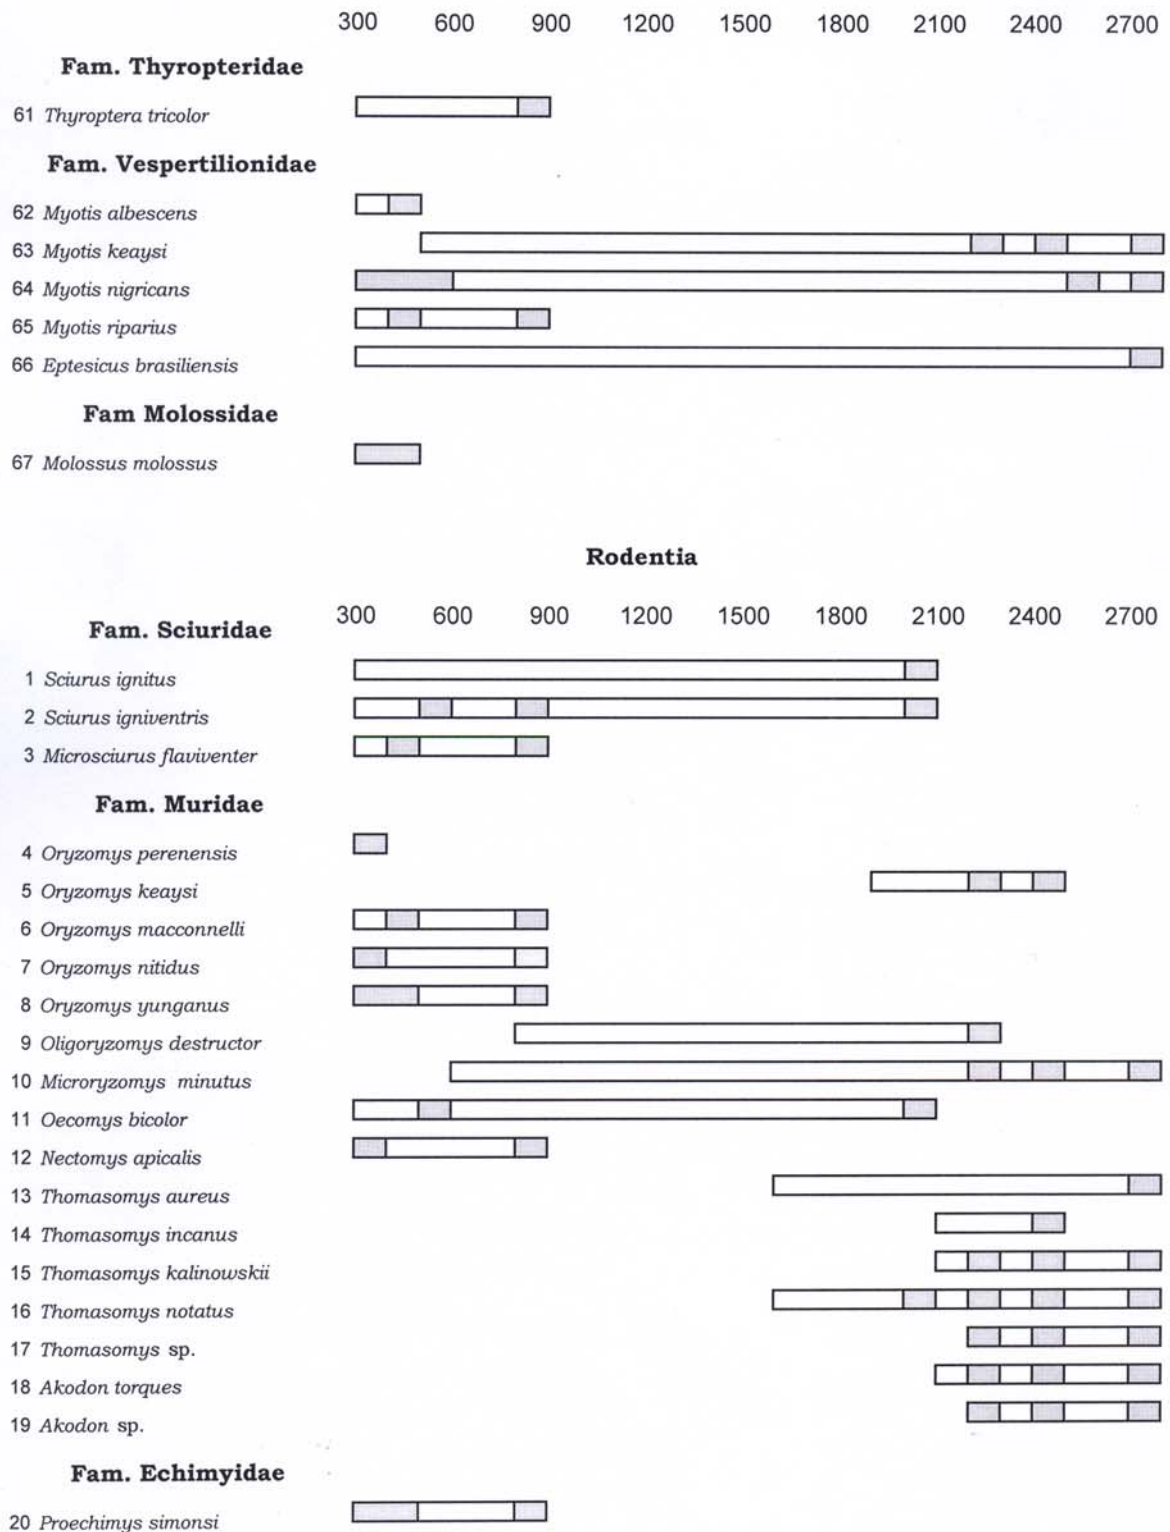 300 600 900 1200 1500 1800 2100 2400 2700
Fam. Thyropteridae
61 Thyroptera tricolor
Fam. Vespertilionidae
62 Myotis albescens
63 Myotis keaysi
64 Myotis nigricans
65 Myotis riparius
66 Eptesicus brasiliensis
Fam Molossidae
67 Molossus molossus
Rodentia
300 600 900 1200 1500 1800 2100 2400 2700
Fam. Sciuridae
1 Sciurus ignitus
2 Sciurus igniventris
3 Microsciurus flaviventer
Fam. Muridae
4 Oryzomys perenensis
5 Oryzomys keaysi
6 Oryzomys macconnelli
7 Oryzomys nitidus
8 Oryzomys yunganus
9 Oligoryzomys destructor
10 Microryzomys minutus
11 Oecomys bicolor
12 Nectomys apicalis
13 Thomasomys aureus
14 Thomasomys incanus
15 Thomasomys kalinowskii
16 Thomasomys notatus
17 Thomasomys sp.
18 Akodon torques
19 Akodon sp.
Fam. Echimyidae
20 Proechimys simonsi